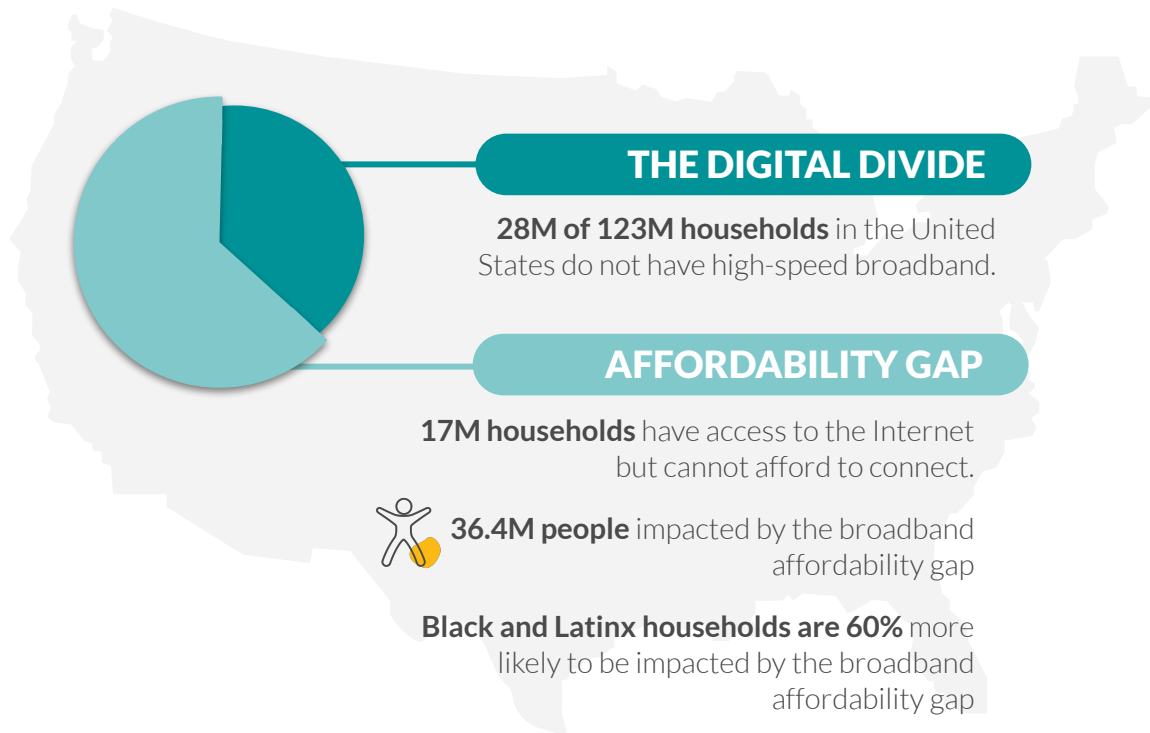 THE DIGITAL DIVIDE
28M of 123M households in the United
States do not have high-speed broadband.
AFFORDABILITY GAP
17M households have access to the Internet
but cannot afford to connect.
36.4M people impacted by the broadband
affordability gap
Black and Latinx households are 60% more
likely to be impacted by the broadband
affordability gap